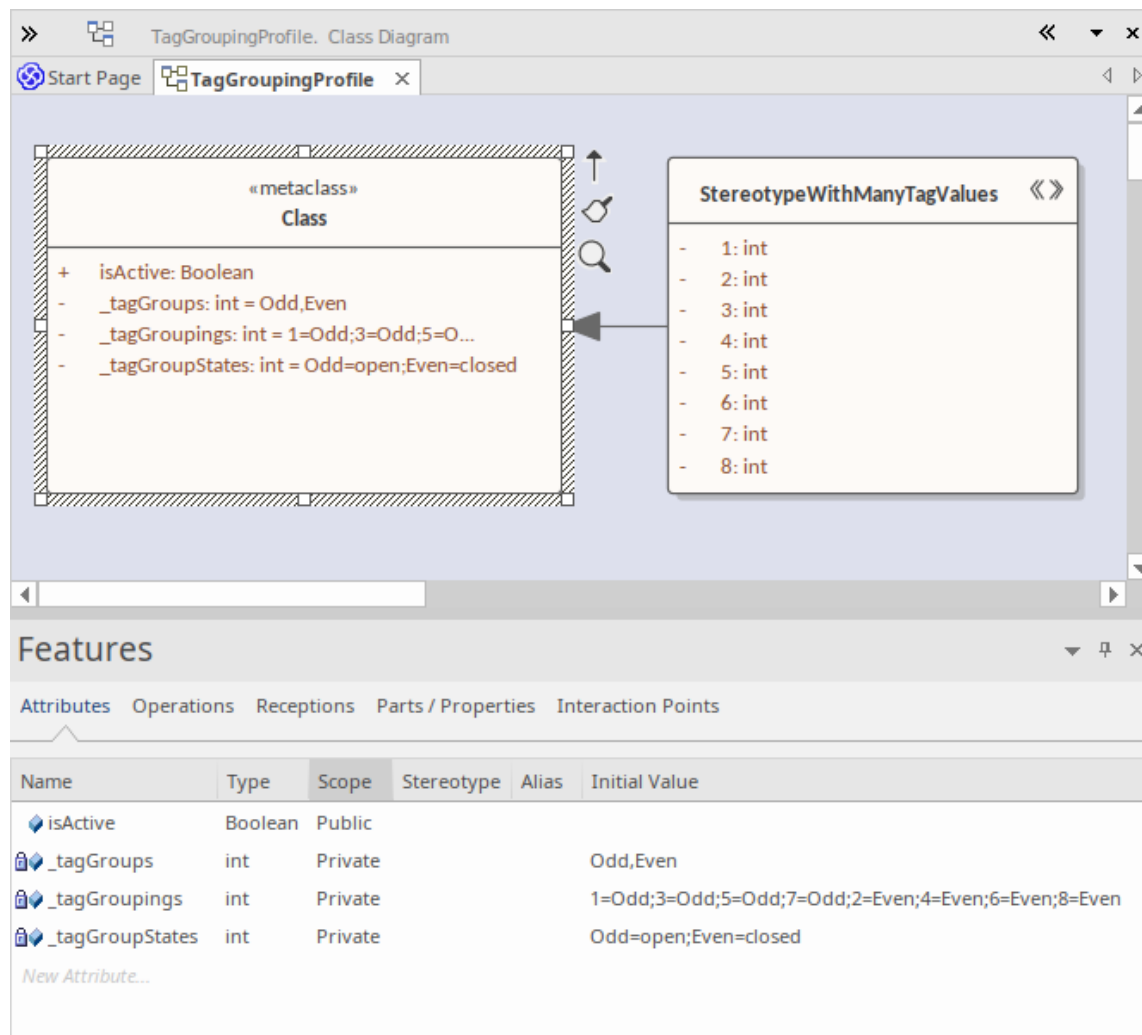 TagGroupingProfile. Class Diagram
Start Page TagGroupingProfile
«metaclass»
Class
+ isActive: Boolean
- _tagGroups: int = Odd,Even
- _tagGroupings: int = 1=Odd;3=Odd;5=O...
- _tagGroupStates: int = Odd=open;Even=closed
StereotypeWithManyTagValues «»
- 1: int
- 2: int
- 3: int
- 4: int
- 5: int
- 6: int
- 7: int
- 8: int
Features
Attributes Operations Receptions Parts / Properties Interaction Points
Name Type Scope Stereotype Alias Initial Value
isActive Boolean Public
_tagGroups int Private Odd,Even
_tagGroupings int Private 1=Odd;3=Odd;5=Odd;7=Odd;2=Even;4=Even;6=Even;8=Even
_tagGroupStates int Private Odd=open;Even=closed
New Attribute...